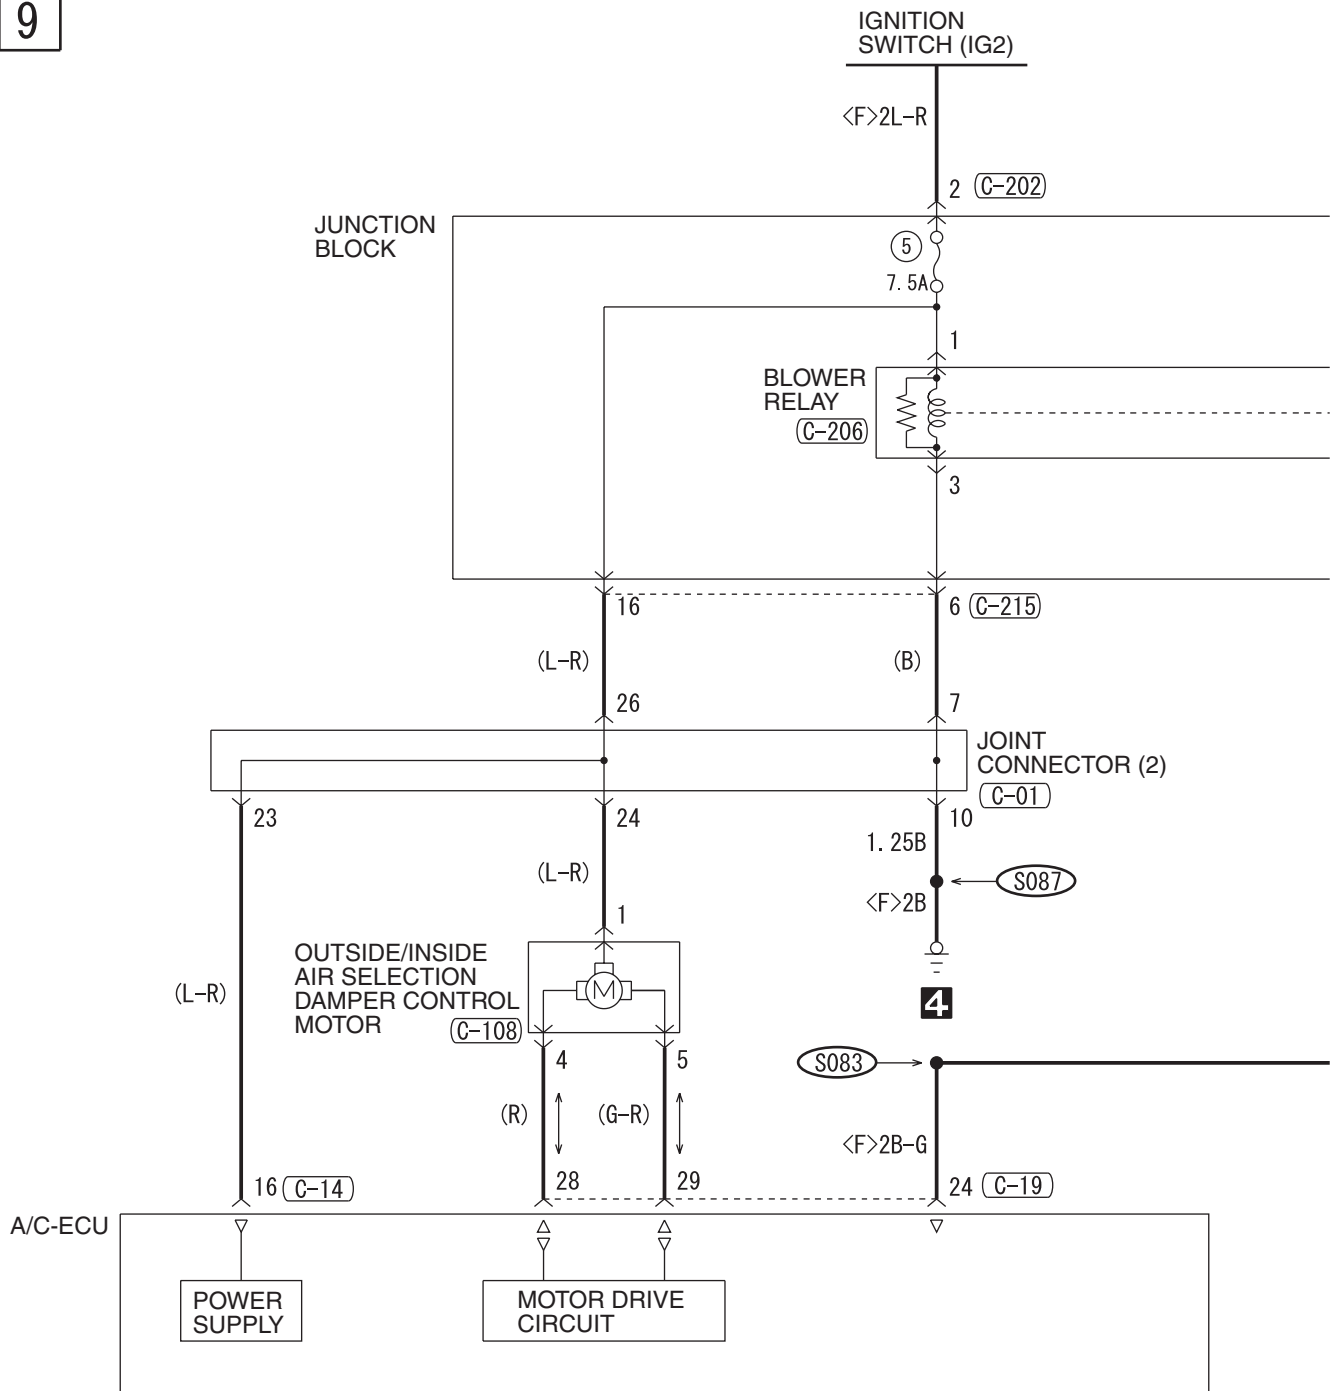 9
IGNITION
SWITCH (IG2)
<F>2L-R
2 C-202
JUNCTION
BLOCK
5
7.5A
1
BLOWER
RELAY
C-206
3
16
6 C-215
(L-R)
(B)
26
7
JOINT
CONNECTOR (2)
C-01
23
24
10
1.25B
(L-R)
S087
<F>2B
1
OUTSIDE/INSIDE
AIR SELECTION
DAMPER CONTROL
MOTOR
C-108
M
(L-R)
4
4
5
S083
(R)
(G-R)
<F>2B-G
16 C-14
28
29
24 C-19
A/C-ECU
POWER
SUPPLY
MOTOR DRIVE
CIRCUIT